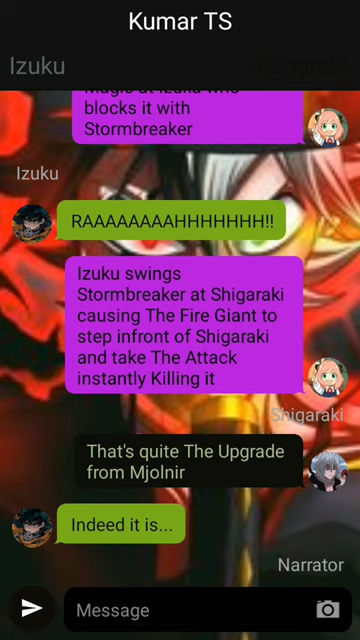 Kumar TS
Izuku
Shigaraki
Magic at Izuku who
blocks it with
Stormbreaker
Izuku
RAAAAAAAAHHHHHHH!!
Izuku swings
Stormbreaker at Shigaraki
causing The Fire Giant to
step infront of Shigaraki
and take The Attack
instantly Killing it
Shigaraki
That's quite The Upgrade
from Mjolnir
Indeed it is...
Narrator
Message